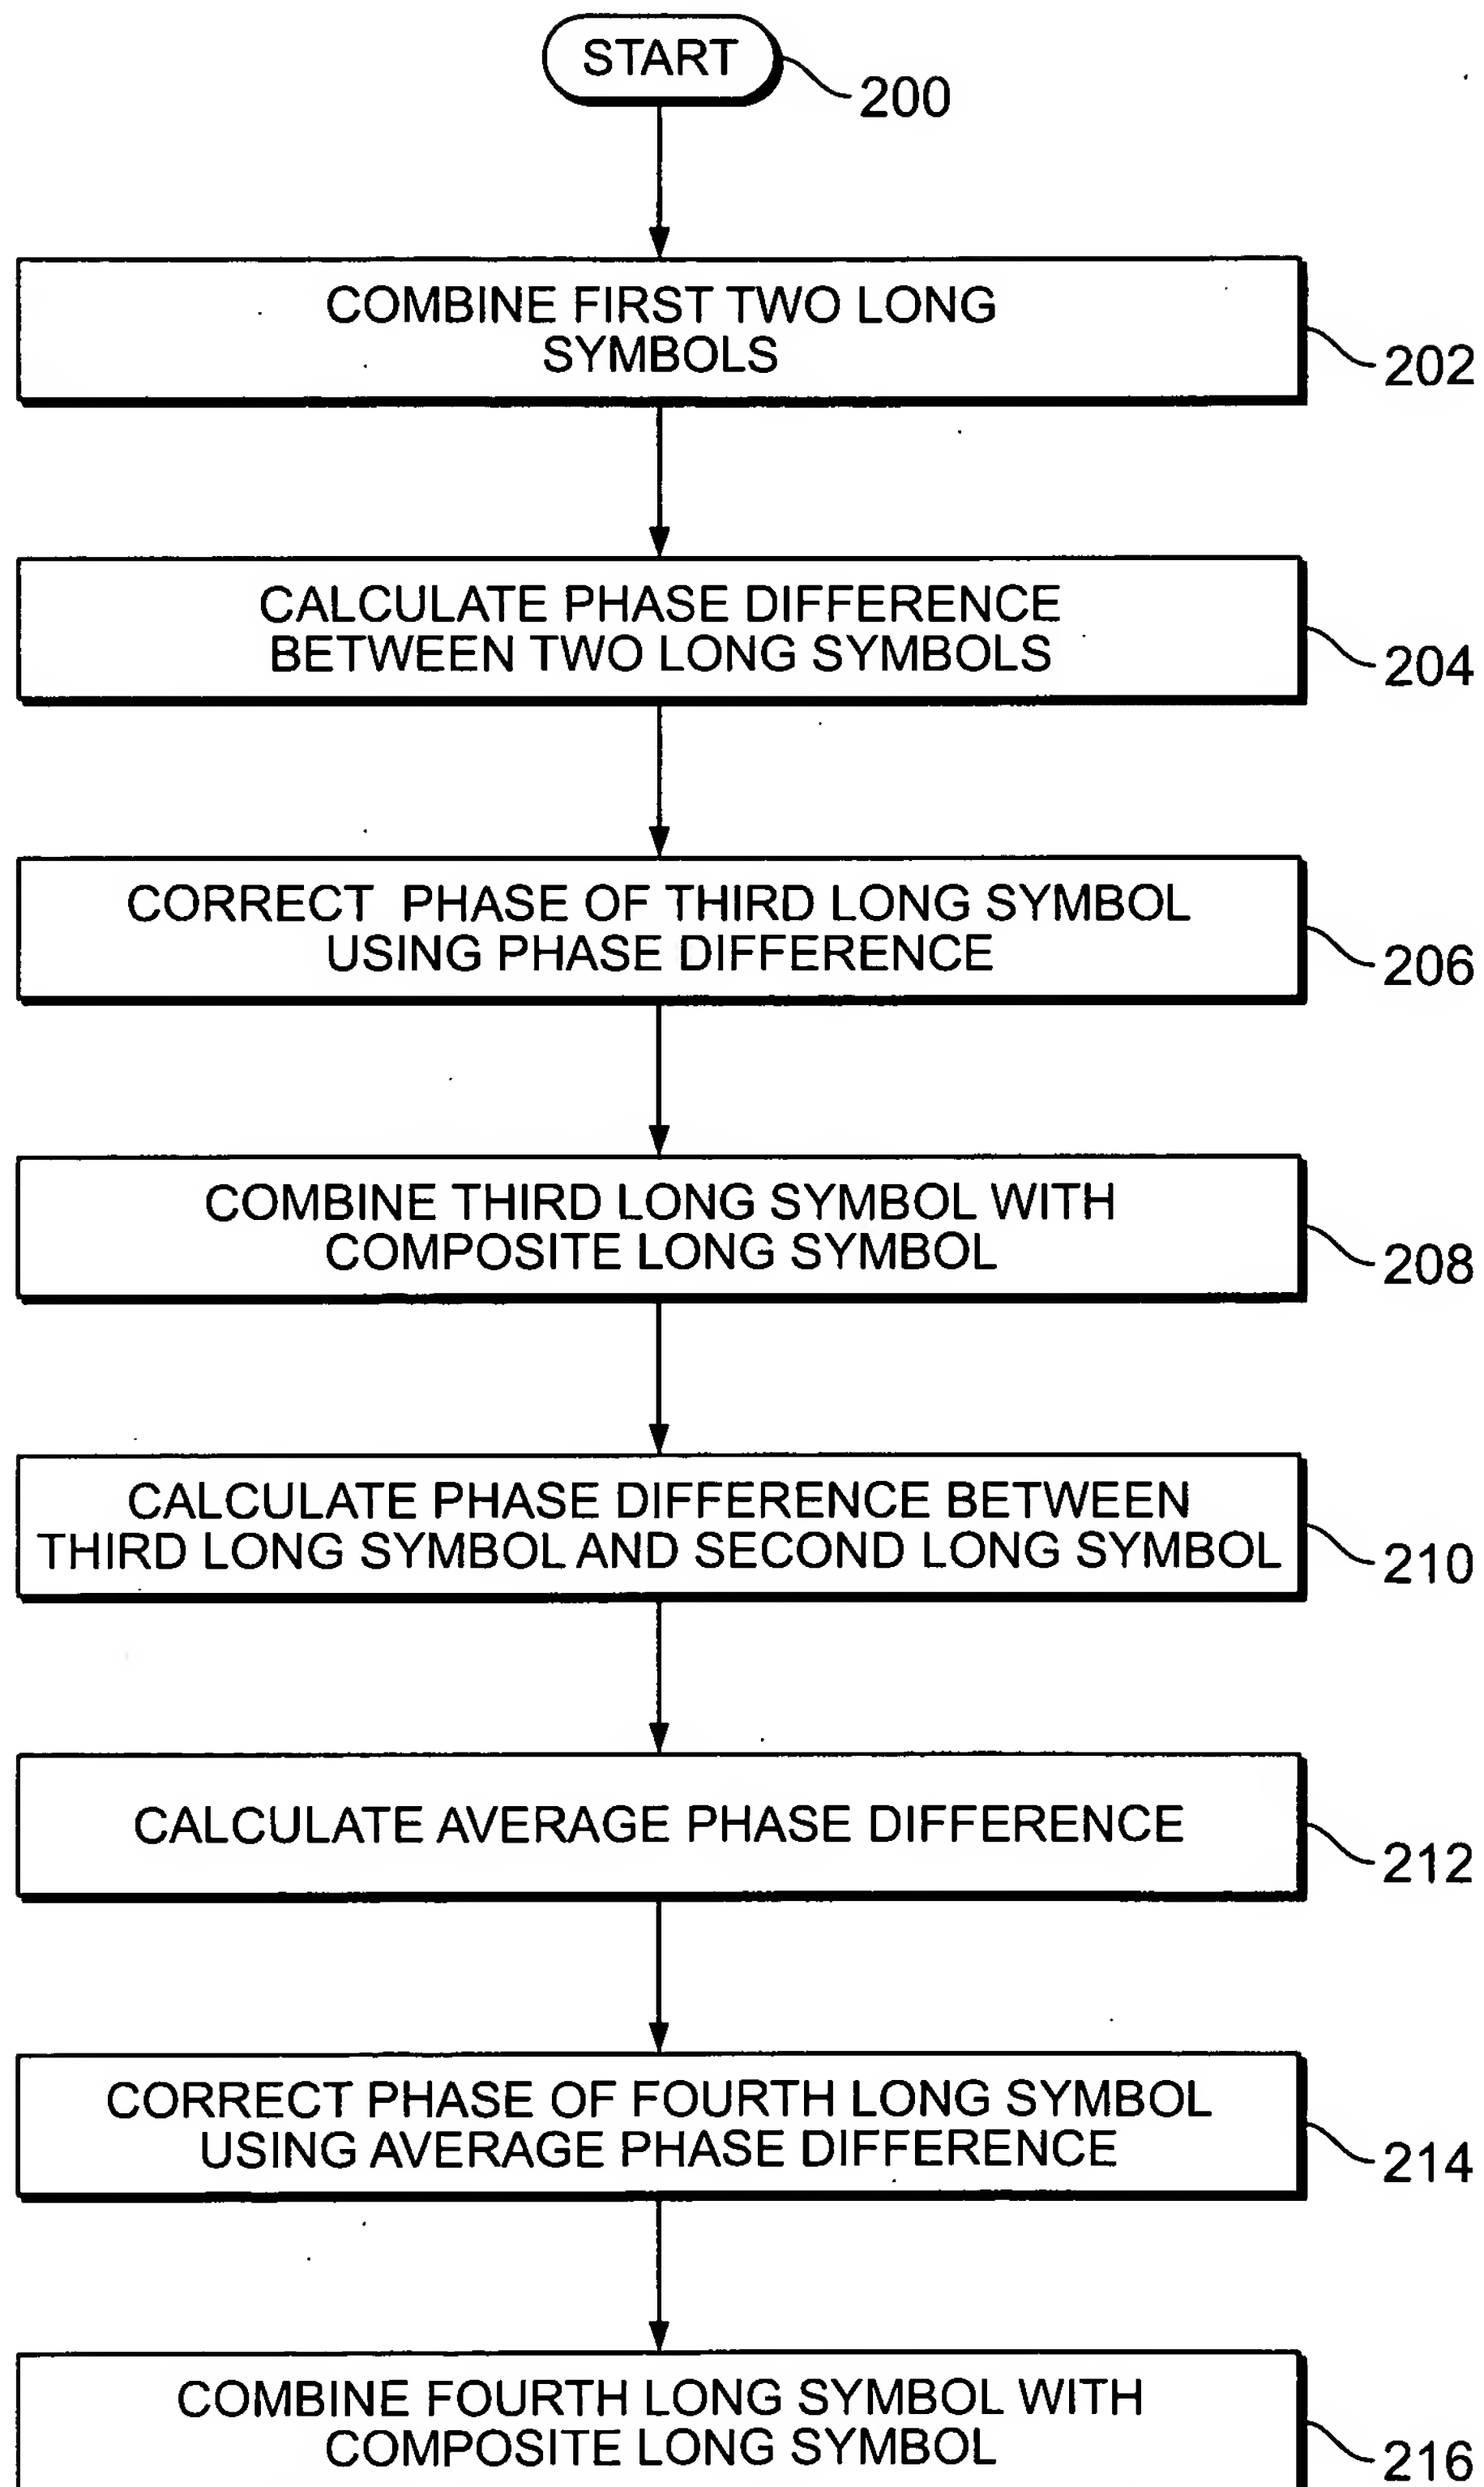 START
200
COMBINE FIRST TWO LONG
SYMBOLS
202
CALCULATE PHASE DIFFERENCE
BETWEEN TWO LONG SYMBOLS
204
CORRECT PHASE OF THIRD LONG SYMBOL
USING PHASE DIFFERENCE
206
COMBINE THIRD LONG SYMBOL WITH
COMPOSITE LONG SYMBOL
208
CALCULATE PHASE DIFFERENCE BETWEEN
THIRD LONG SYMBOL AND SECOND LONG SYMBOL
210
CALCULATE AVERAGE PHASE DIFFERENCE
212
CORRECT PHASE OF FOURTH LONG SYMBOL
USING AVERAGE PHASE DIFFERENCE
214
COMBINE FOURTH LONG SYMBOL WITH
COMPOSITE LONG SYMBOL
216